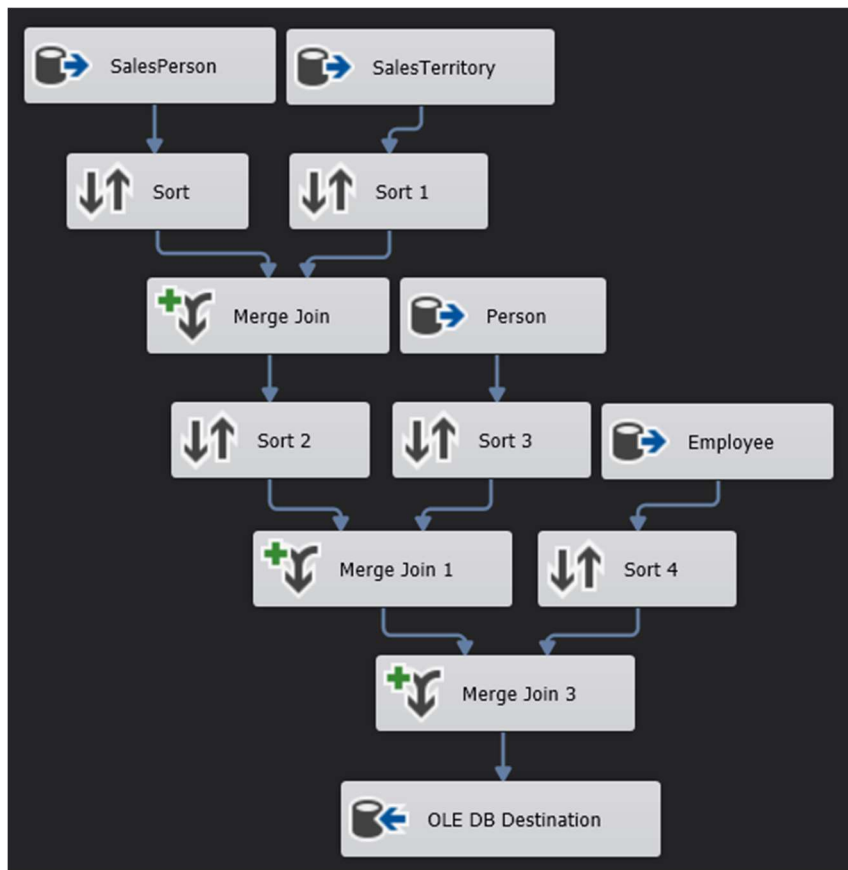 SalesPerson
SalesTerritory
Sort
Sort 1
Merge Join
Person
Sort 2
Sort 3
Employee
Merge Join 1
Sort 4
Merge Join 3
OLE DB Destination